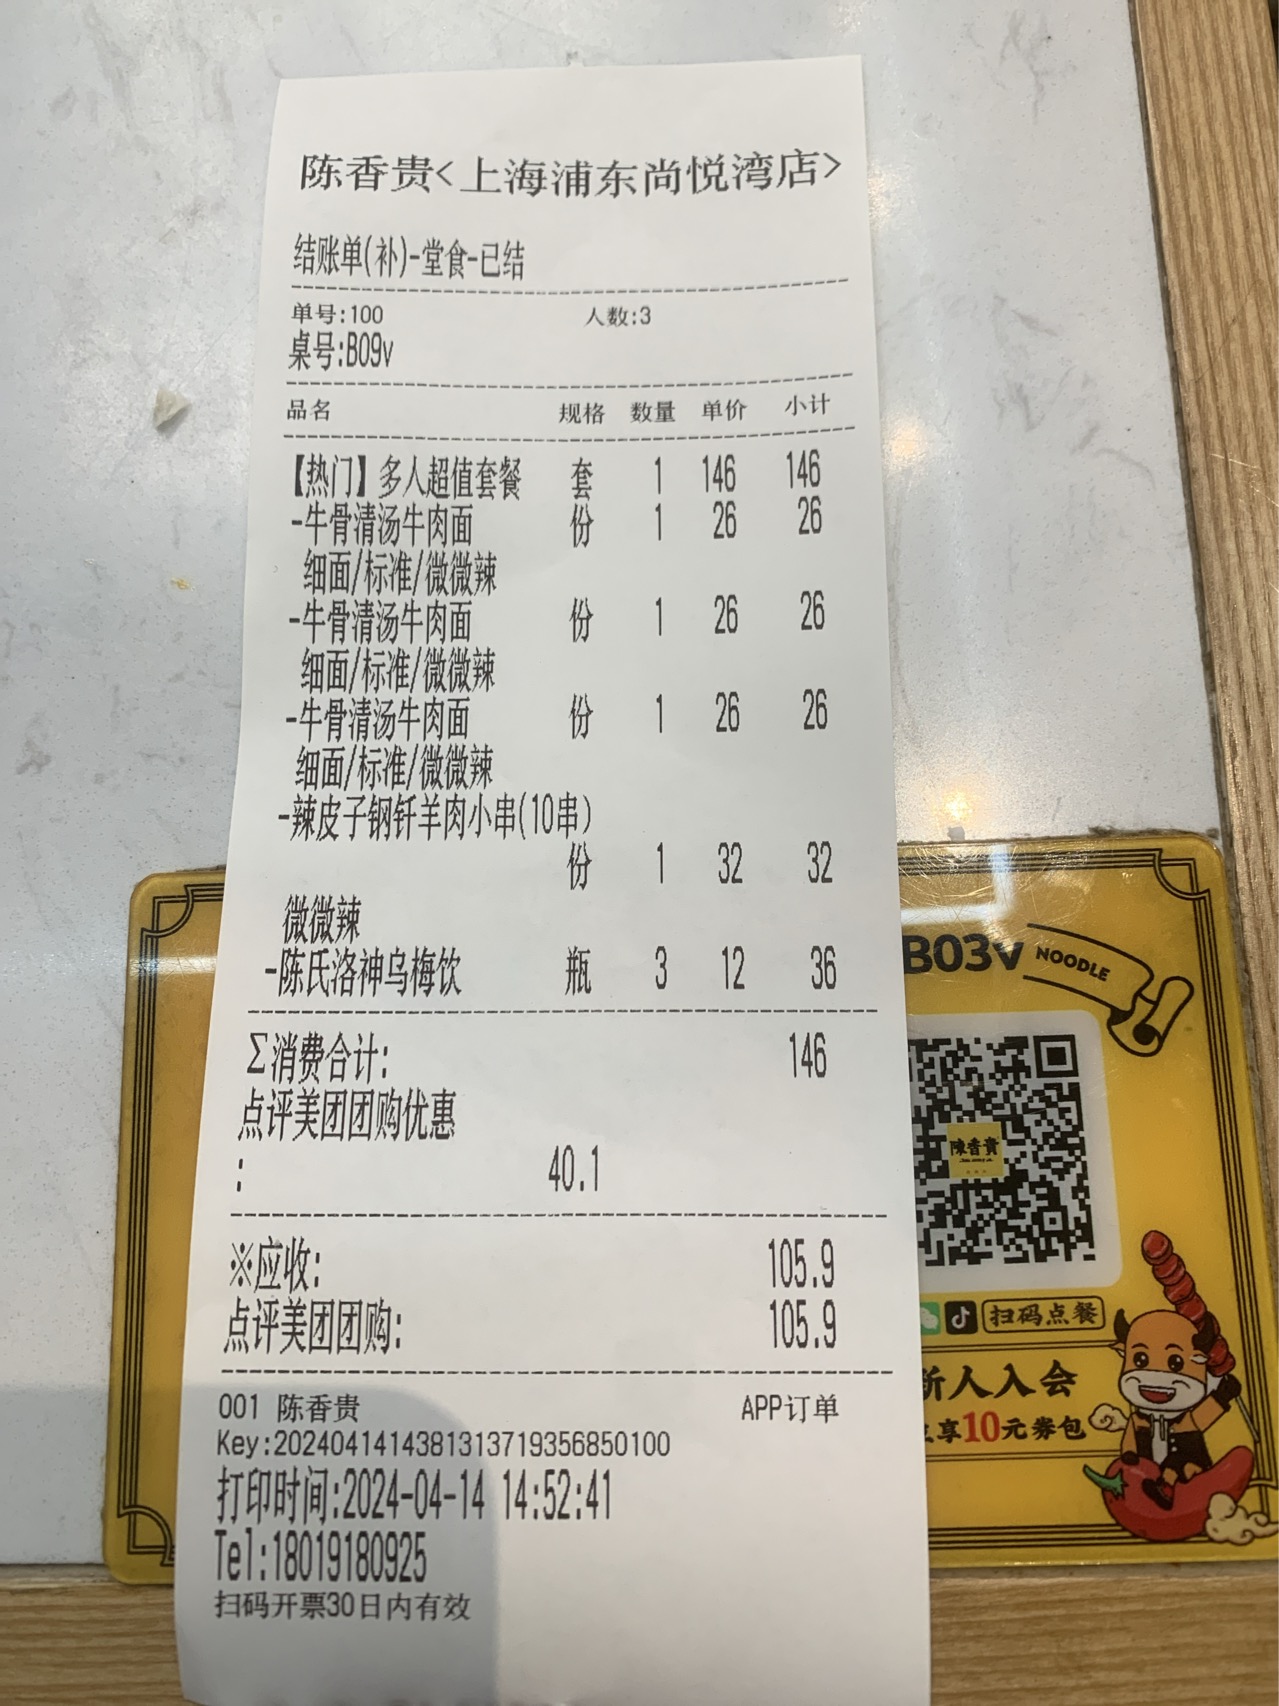 陈香贵<上海浦东尚悦湾店>
结账单(补)-堂食-已结
单号:100 人数:3
桌号:B09v
品名 规格 数量 单价 小计
【热门】多人超值套餐 套 1 146 146
-牛骨清汤牛肉面 份 1 26 26
细面/标准/微微辣
-牛骨清汤牛肉面 份 1 26 26
细面/标准/微微辣
-牛骨清汤牛肉面 份 1 26 26
细面/标准/微微辣
-辣皮子钢钎羊肉小串(10串)
份 1 32 32
微微辣
-陈氏洛神乌梅饮 瓶 3 12 36
Σ消费合计: 146
点评美团团购优惠
: 40.1
※应收: 105.9
点评美团团购: 105.9
001 陈香贵 APP订单
Key:2024041414381313719356850100
打印时间:2024-04-14 14:52:41
Tel:18019180925
扫码开票30日内有效
B03v NOODLE
陳香貴
扫码点餐
新人入会
享10元券包